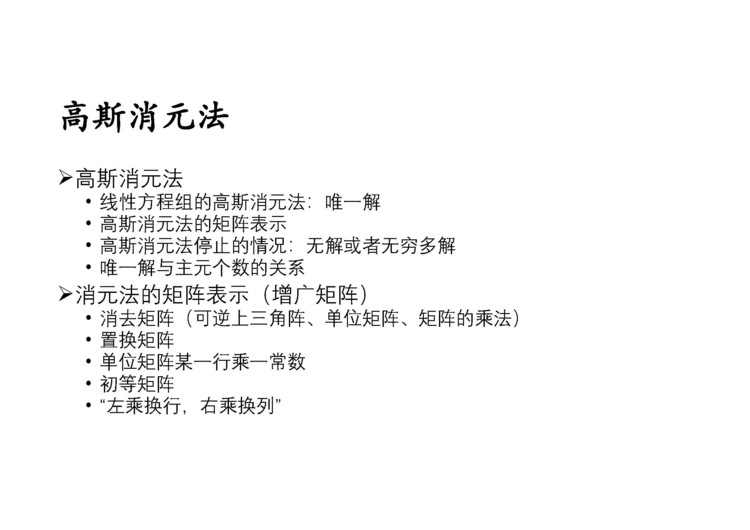 高斯消元法
➢高斯消元法
• 线性方程组的高斯消元法：唯一解
• 高斯消元法的矩阵表示
• 高斯消元法停止的情况：无解或者无穷多解
• 唯一解与主元个数的关系
➢消元法的矩阵表示（增广矩阵）
• 消去矩阵（可逆上三角阵、单位矩阵、矩阵的乘法）
• 置换矩阵
• 单位矩阵某一行乘一常数
• 初等矩阵
• “左乘换行，右乘换列”